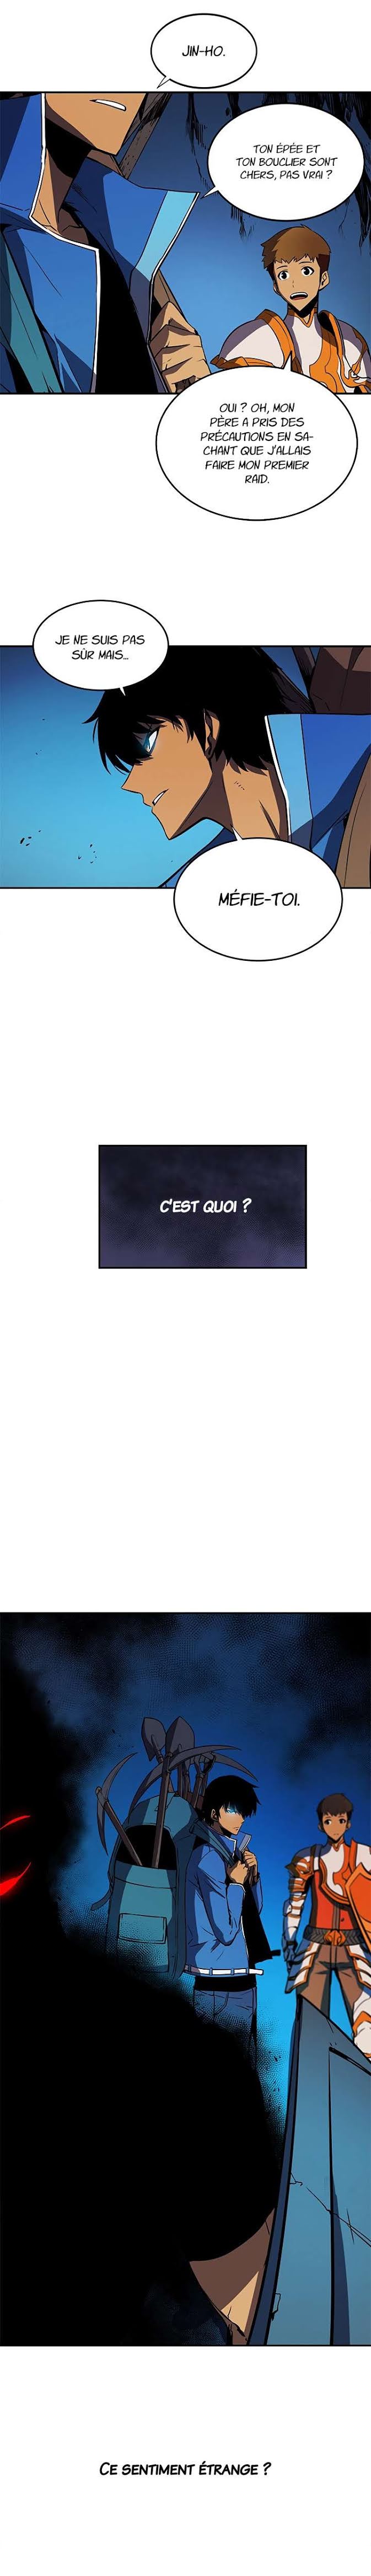 JIN-HO.
TON ÉPÉE ET
TON BOUCLIER SONT
CHERS, PAS VRAI ?
OUI ? OH, MON
PÈRE A PRIS DES
PRÉCAUTIONS EN SA-
CHANT QUE J'ALLAIS
FAIRE MON PREMIER
RAID.
JE NE SUIS PAS
SÛR MAIS...
MÉFIE-TOI.
C'EST QUOI ?
CE SENTIMENT ÉTRANGE ?